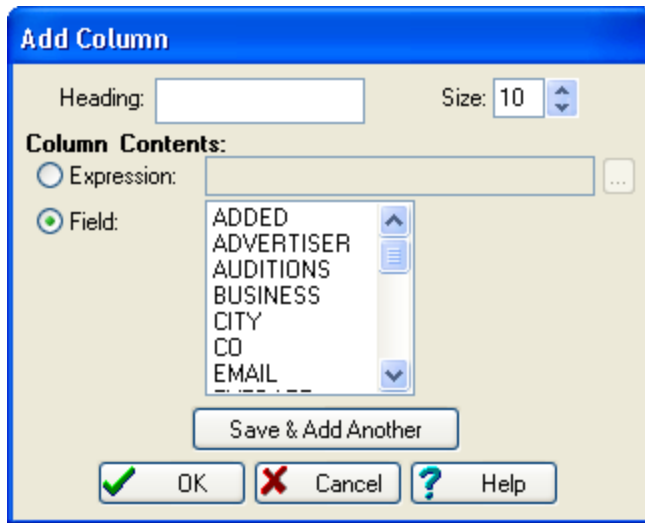 Add Column
Heading: Size: 10
Column Contents:
Expression: ...
Field:
ADDED
ADVERTISER
AUDITIONS
BUSINESS
CITY
CO
EMAIL
Save & Add Another
OK Cancel ? Help